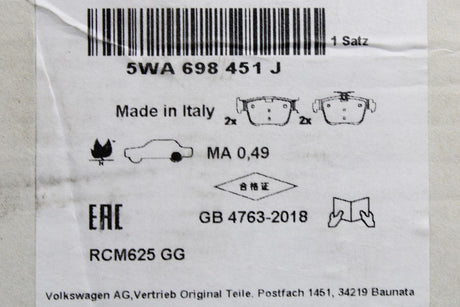 1 Satz
5WA 698 451 J
Made in Italy
2x 2x
N
MA 0,49
合格证
EAC
GB 4763-2018
RCM625 GG
Volkswagen AG,Vertrieb Original Teile, Postfach 1451, 34219 Baunata